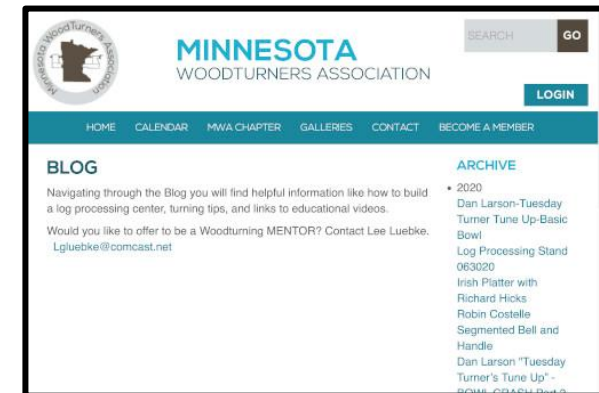 Minnesota WoodTurners Association
MINNESOTA
WOODTURNERS ASSOCIATION
SEARCH GO
LOGIN
HOME CALENDAR MWA CHAPTER GALLERIES CONTACT BECOME A MEMBER
BLOG
Navigating through the Blog you will find helpful information like how to build
a log processing center, turning tips, and links to educational videos.
Would you like to offer to be a Woodturning MENTOR? Contact Lee Luebke.
Lgluebke@comcast.net
ARCHIVE
• 2020
Dan Larson-Tuesday
Turner Tune Up-Basic
Bowl
Log Processing Stand
063020
Irish Platter with
Richard Hicks
Robin Costelle
Segmented Bell and
Handle
Dan Larson "Tuesday
Turner's Tune Up" -
BOWL CRASH Part 2